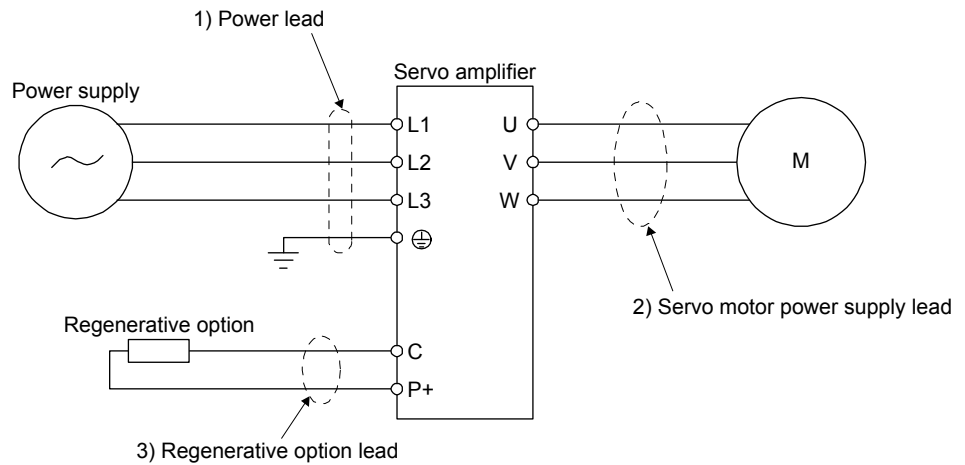 1) Power lead
Servo amplifier
Power supply
L1
L2
L3
U
V
W
M
2) Servo motor power supply lead
Regenerative option
C
P+
3) Regenerative option lead